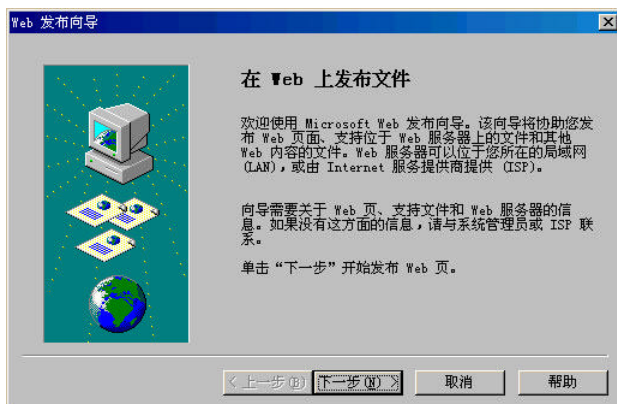 Web 发布向导
在 Web 上发布文件
欢迎使用 Microsoft Web 发布向导。该向导将协助您发
布 Web 页面、支持位于 Web 服务器上的文件和其他
Web 内容的文件。Web 服务器可以位于您所在的局域网
(LAN)，或由 Internet 服务提供商提供 (ISP)。
向导需要关于 Web 页、支持文件和 Web 服务器的信
息。如果没有这方面的信息，请与系统管理员或 ISP 联
系。
单击“下一步”开始发布 Web 页。
< 上一步(B) 下一步(N) > 取消 帮助